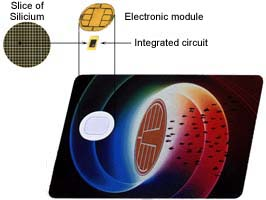 Slice of
Silicium
Electronic module
Integrated circuit